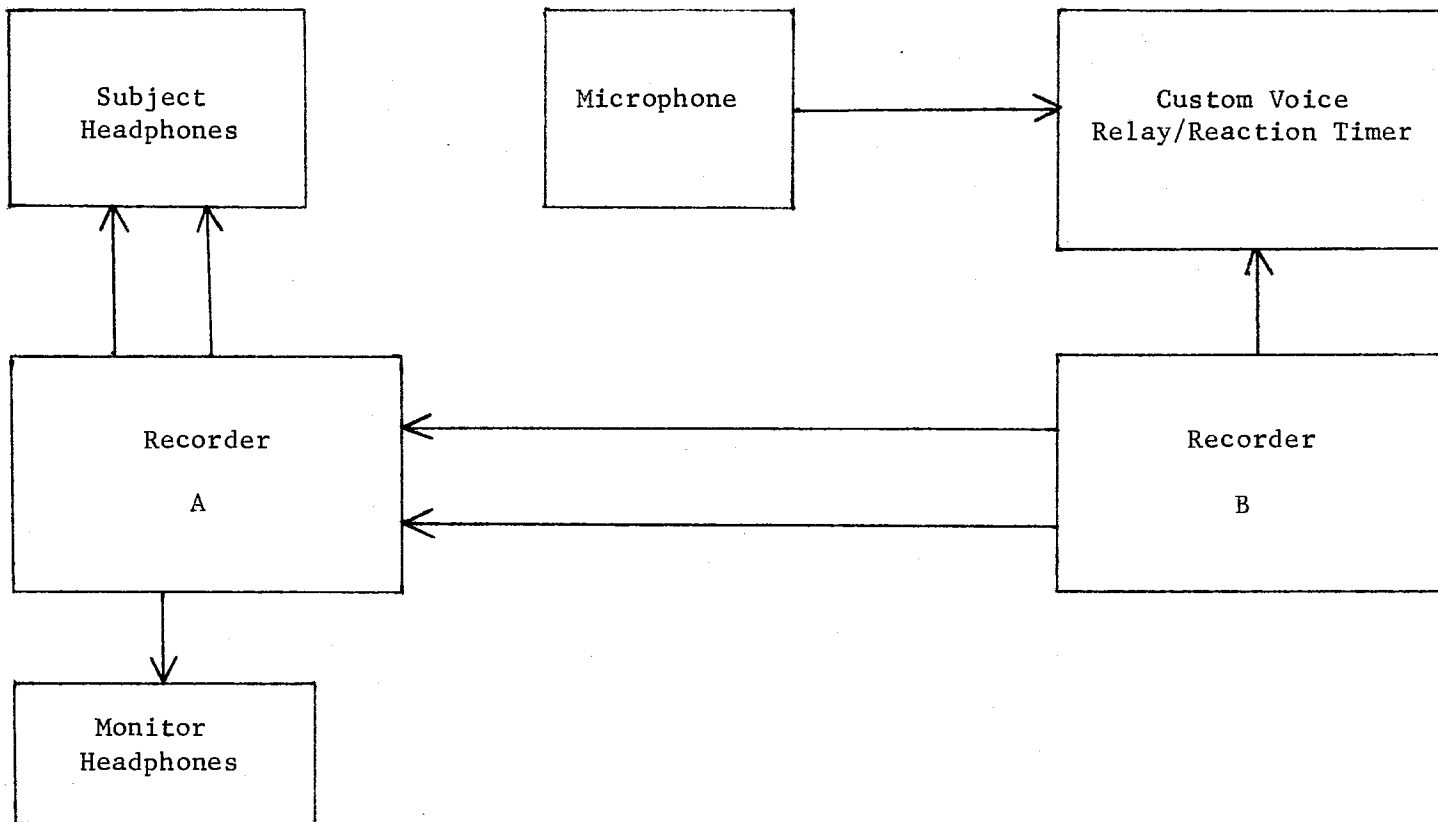 Subject
Headphones
Microphone
Custom Voice
Relay/Reaction Timer
Recorder
A
Recorder
B
Monitor
Headphones